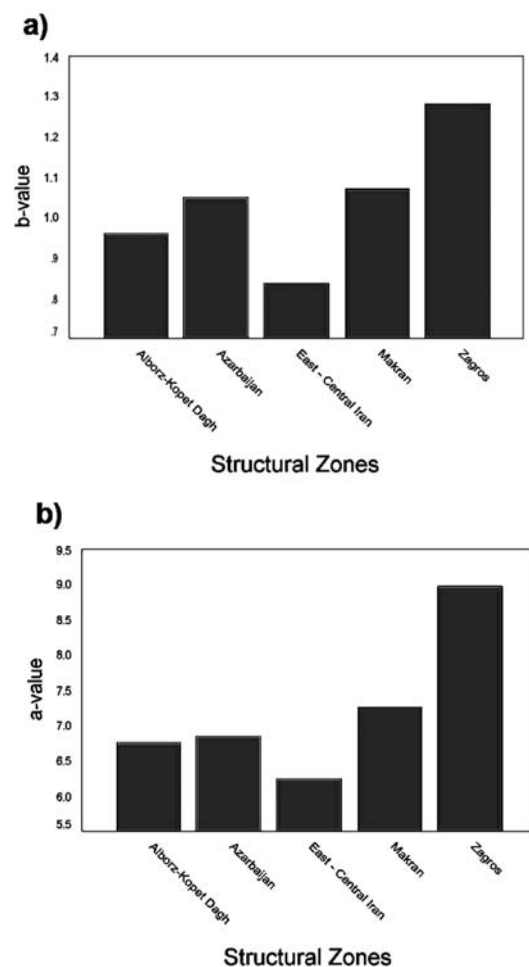 a)
1.4
1.3
1.2
1.1
1.0
.9
.8
.7
b-value
Alborz-Kopet Dagh
Azarbaijan
East - Central Iran
Makran
Zagros
Structural Zones
b)
9.5
9.0
8.5
8.0
7.5
7.0
6.5
6.0
5.5
a-value
Alborz-Kopet Dagh
Azarbaijan
East - Central Iran
Makran
Zagros
Structural Zones